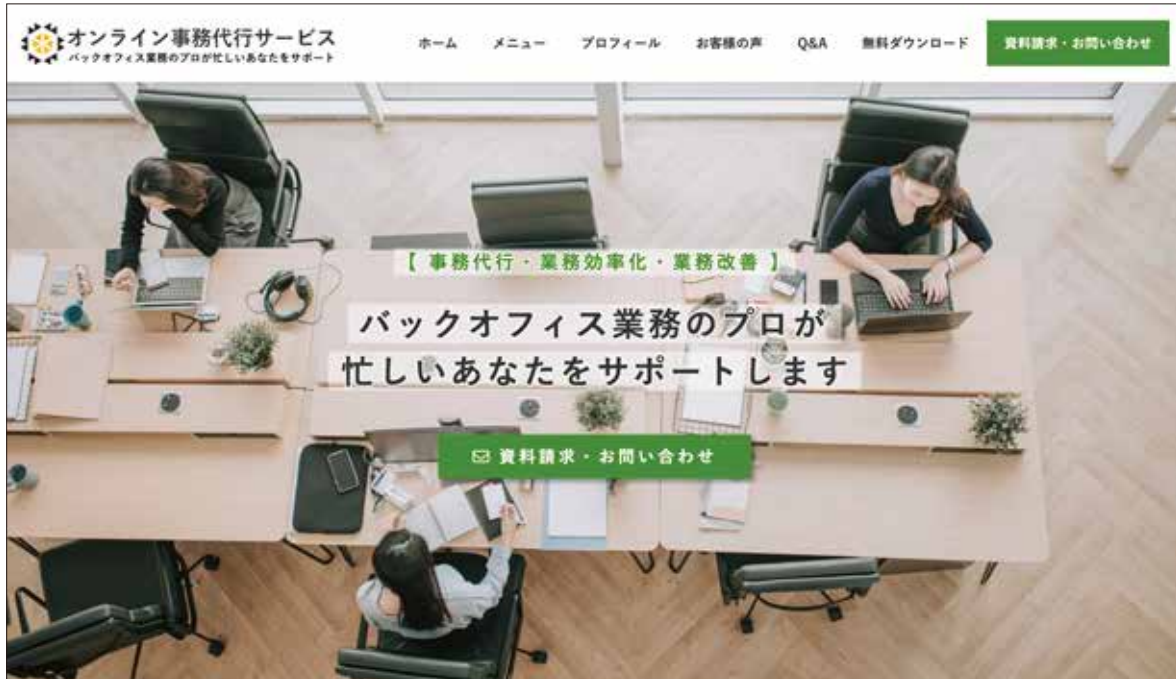 オンライン事務代行サービス
バックオフィス業務のプロが忙しいあなたをサポート
ホーム
メニュー
プロフィール
お客様の声
Q&A
無料ダウンロード
資料請求・お問い合わせ
【 事務代行・業務効率化・業務改善 】
バックオフィス業務のプロが
忙しいあなたをサポートします
資料請求・お問い合わせ